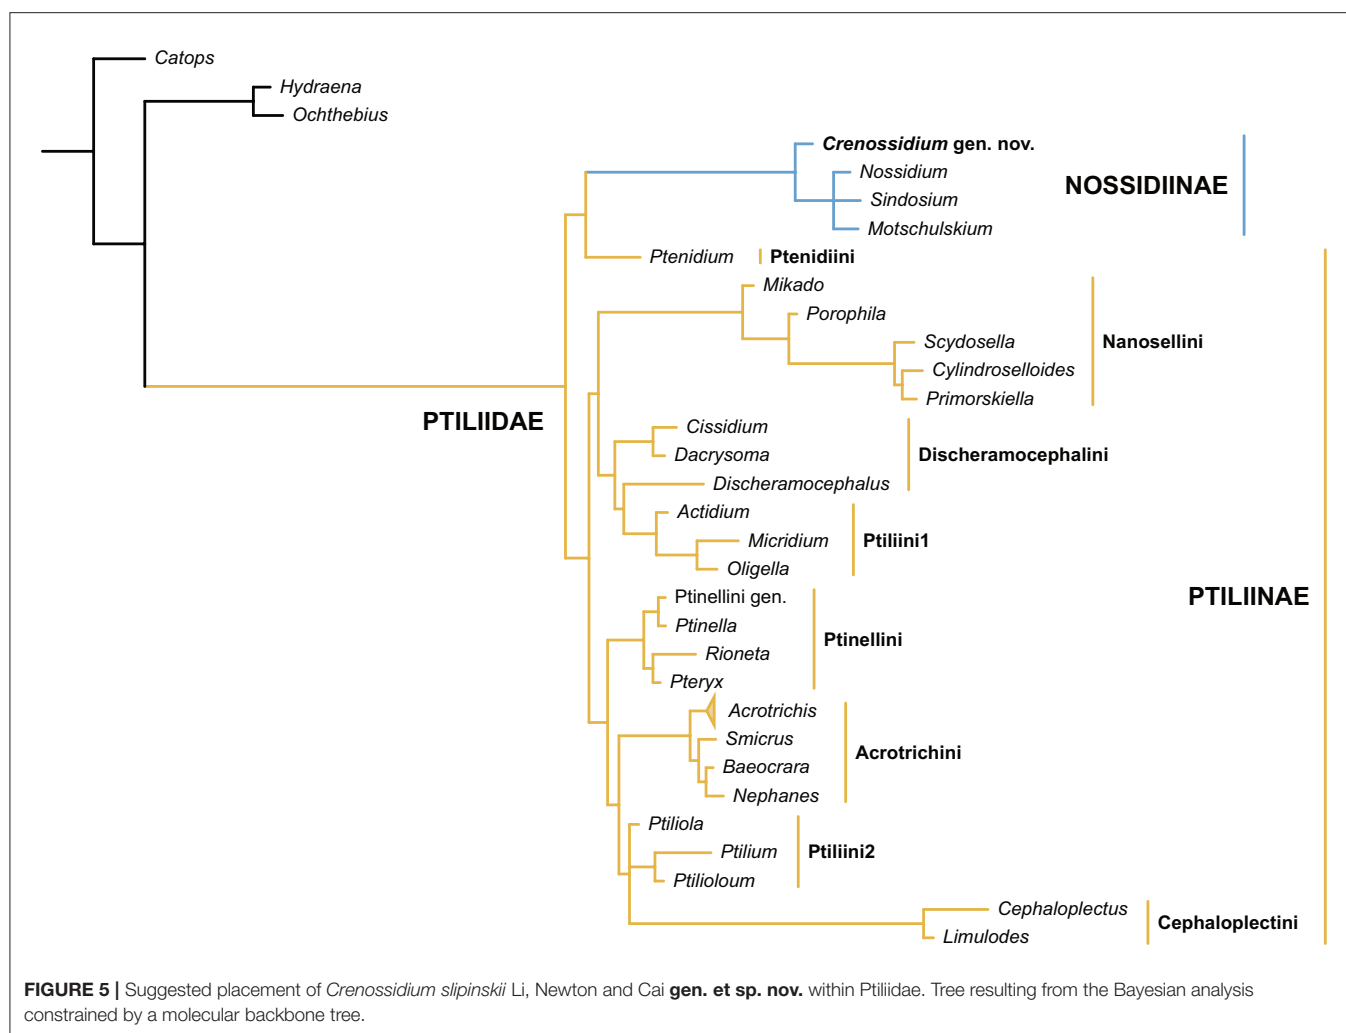 Catops
Hydraena
Ochthebius
Crenossidium gen. nov.
Nossidium
Sindosium
Motschulskium
NOSSIDIINAE
Ptenidium
Ptenidiini
Mikado
Porophila
Scydosella
Cylindroselloides
Primorskiella
Nanosellini
PTILIIDAE
Cissidium
Dacrysoma
Discheramocephalus
Discheramocephalini
Actidium
Micridium
Oligella
Ptiliini1
Ptinellini gen.
Ptinella
Rioneta
Pteryx
Ptinellini
PTILIINAE
Acrotrichis
Smicrus
Baeocrara
Nephanes
Acrotrichini
Ptiliola
Ptilium
Ptilioloum
Ptiliini2
Cephaloplectus
Limulodes
Cephaloplectini
FIGURE 5 | Suggested placement of Crenossidium slipinskii Li, Newton and Cai gen. et sp. nov. within Ptiliidae. Tree resulting from the Bayesian analysis
constrained by a molecular backbone tree.